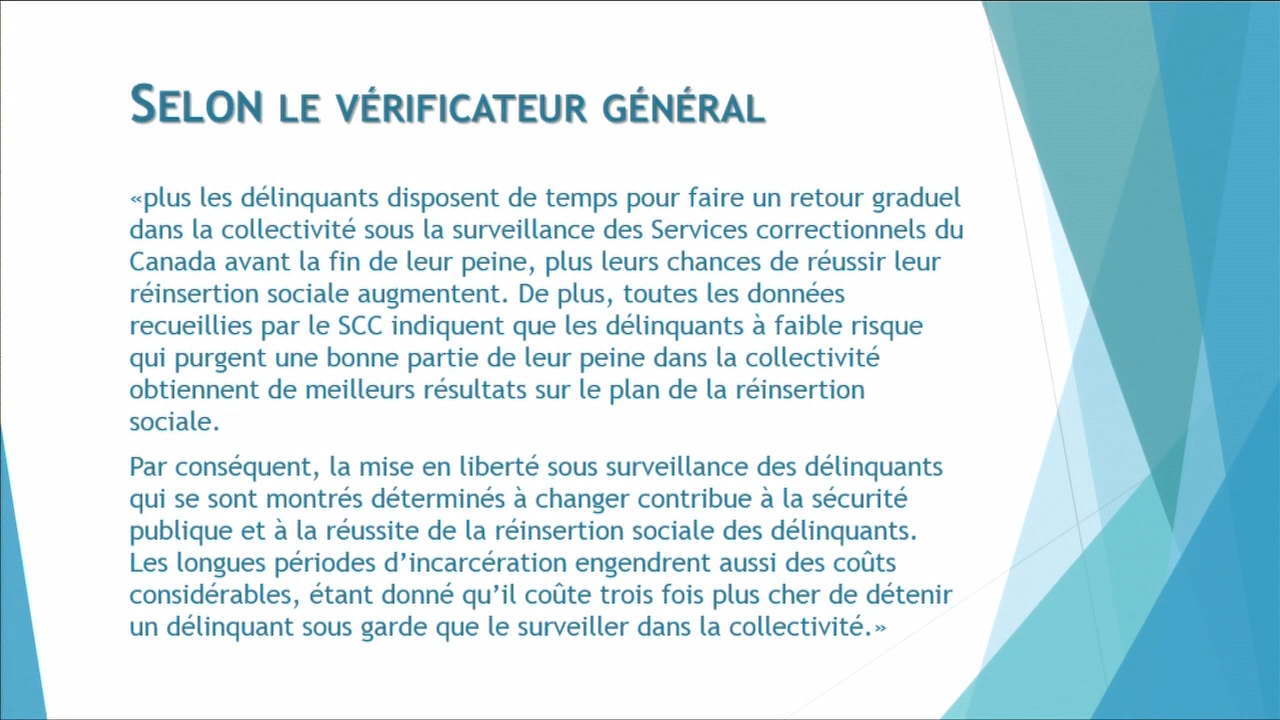 Selon le vérificateur général
«plus les délinquants disposent de temps pour faire un retour graduel
dans la collectivité sous la surveillance des Services correctionnels du
Canada avant la fin de leur peine, plus leurs chances de réussir leur
réinsertion sociale augmentent. De plus, toutes les données
recueillies par le SCC indiquent que les délinquants à faible risque
qui purgent une bonne partie de leur peine dans la collectivité
obtiennent de meilleurs résultats sur le plan de la réinsertion
sociale.
Par conséquent, la mise en liberté sous surveillance des délinquants
qui se sont montrés déterminés à changer contribue à la sécurité
publique et à la réussite de la réinsertion sociale des délinquants.
Les longues périodes d’incarcération engendrent aussi des coûts
considérables, étant donné qu’il coûte trois fois plus cher de détenir
un délinquant sous garde que le surveiller dans la collectivité.»